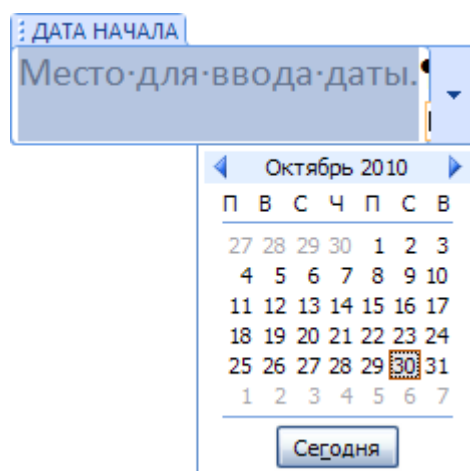 ДАТА НАЧАЛА
Место·для·ввода·даты.
Октябрь 2010
П В С Ч П С В
27 28 29 30 1 2 3
4 5 6 7 8 9 10
11 12 13 14 15 16 17
18 19 20 21 22 23 24
25 26 27 28 29 30 31
1 2 3 4 5 6 7
Сегодня